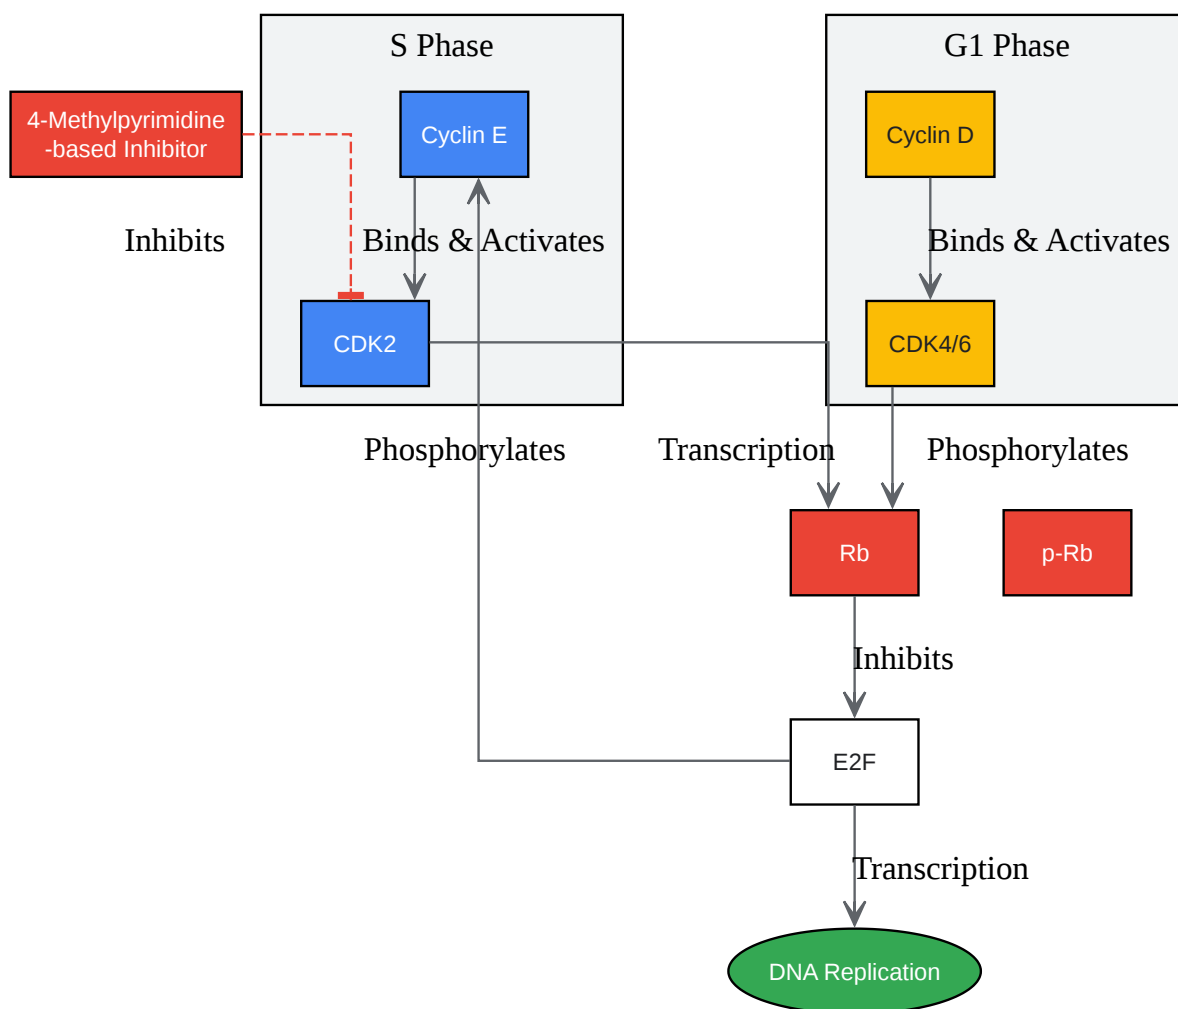 S Phase
G1 Phase
4-Methylpyrimidine
-based Inhibitor
Cyclin E
Cyclin D
Inhibits
Binds & Activates
Binds & Activates
CDK2
CDK4/6
Phosphorylates
Transcription
Phosphorylates
Rb
p-Rb
Inhibits
E2F
Transcription
DNA Replication